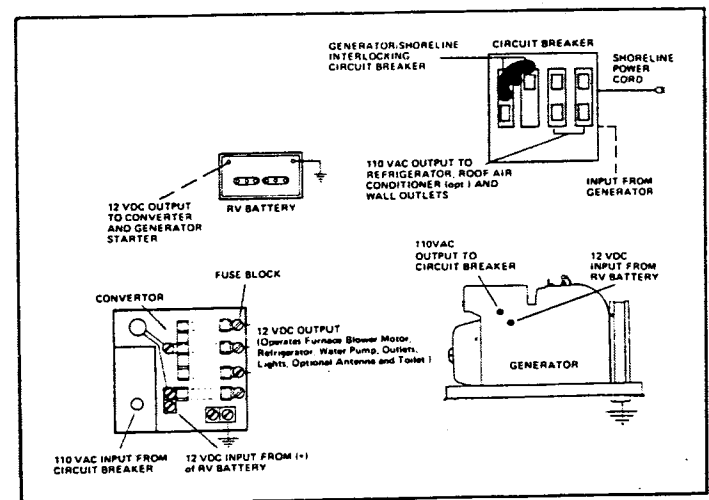 GENERATOR/SHORELINE
INTERLOCKING
CIRCUIT BREAKER
CIRCUIT BREAKER
SHORELINE
POWER
CORD
110 VAC OUTPUT TO
REFRIGERATOR, ROOF AIR
CONDITIONER (opt ) AND
WALL OUTLETS
INPUT FROM
GENERATOR
12 VDC OUTPUT
TO CONVERTER
AND GENERATOR
STARTER
RV BATTERY
110VAC
OUTPUT TO
CIRCUIT BREAKER
12 VDC
INPUT FROM
RV BATTERY
GENERATOR
FUSE BLOCK
CONVERTOR
12 VDC OUTPUT
(Operates Furnace Blower Motor,
Refrigerator, Water Pump, Outlets,
Lights, Optional Antenna and Toilet )
110 VAC INPUT FROM
CIRCUIT BREAKER
12 VDC INPUT FROM (+)
of RV BATTERY